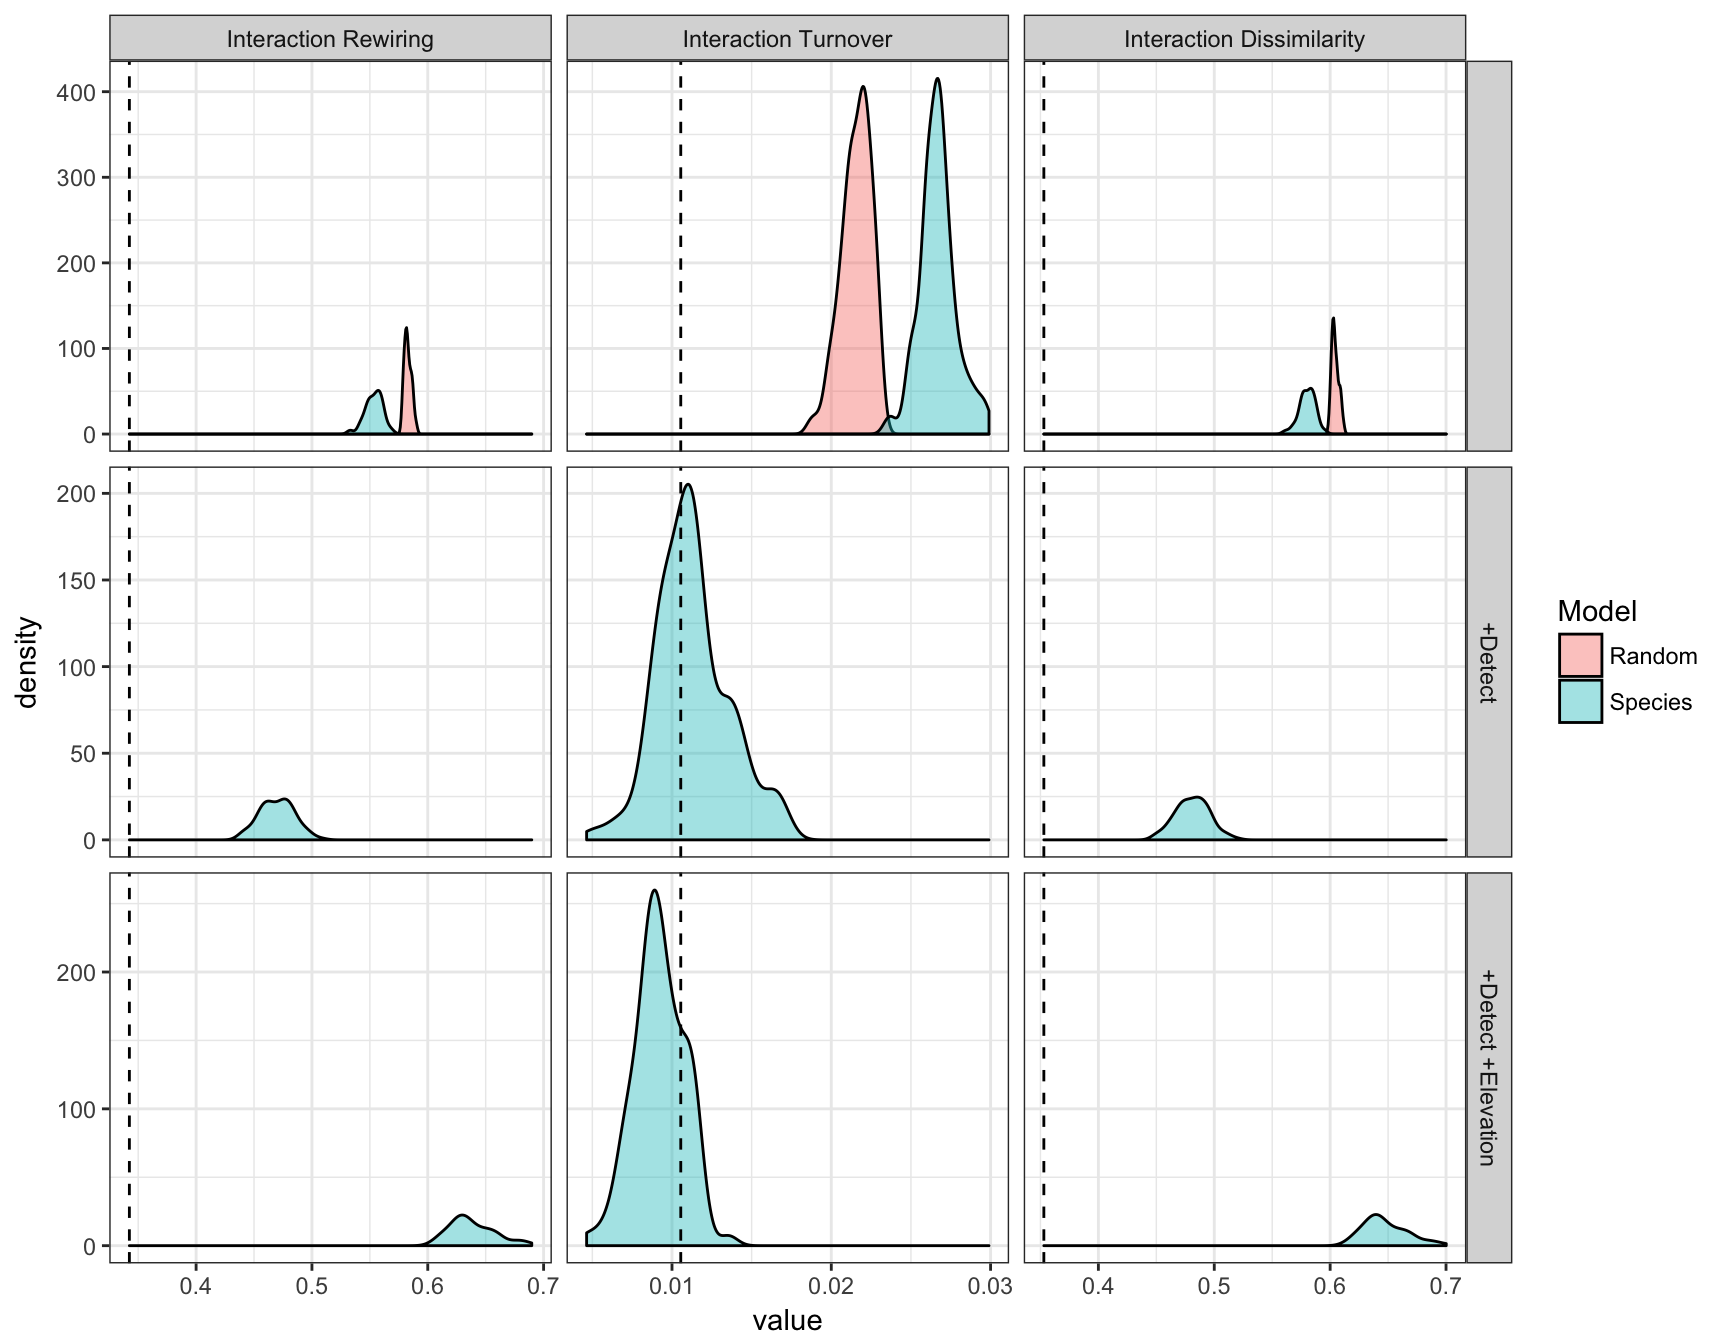 Interaction Rewiring Interaction Turnover Interaction Dissimilarity
400
300
200
100
0
200
150
100
50
0
+Detect
200
100
0
+Detect +Elevation
0.4 0.5 0.6 0.7 0.01 0.02 0.03 0.4 0.5 0.6 0.7
value
density
Model
Random
Species